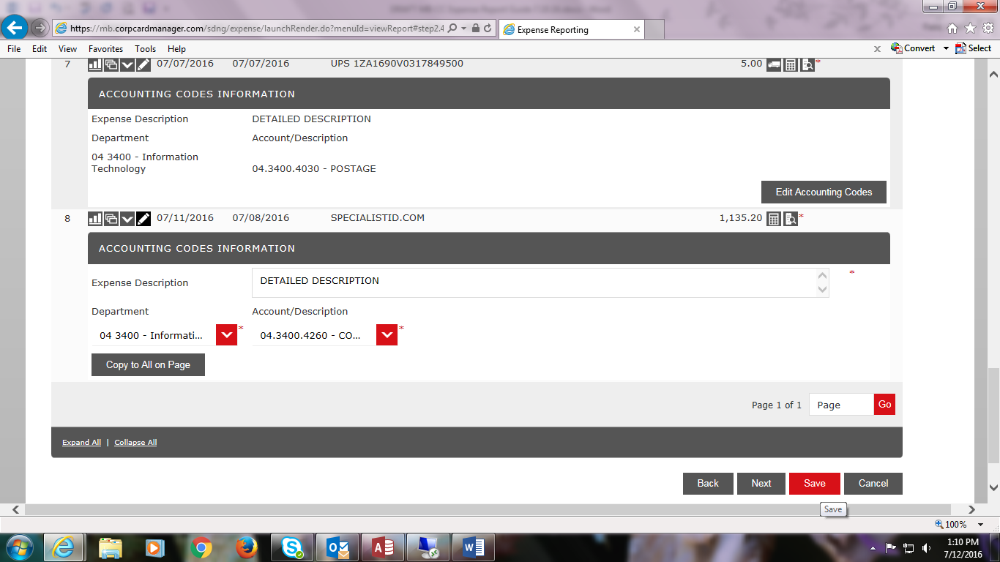 https://mb.corpcardmanager.com/sdng/expense/launchRender.do?menuId=viewReport#step2.4
Expense Reporting
File Edit View Favorites Tools Help
x Convert Select
7 07/07/2016 07/07/2016 UPS 1ZA1690V0317849500 5.00 *
ACCOUNTING CODES INFORMATION
Expense Description DETAILED DESCRIPTION
Department Account/Description
04 3400 - Information
Technology 04.3400.4030 - POSTAGE
Edit Accounting Codes
8 07/11/2016 07/08/2016 SPECIALISTID.COM 1,135.20 *
ACCOUNTING CODES INFORMATION
Expense Description DETAILED DESCRIPTION *
Department Account/Description
04 3400 - Informati... * 04.3400.4260 - CO... *
Copy to All on Page
Page 1 of 1 Page Go
Expand All | Collapse All
Back Next Save Cancel
Save
100%
1:10 PM
7/12/2016